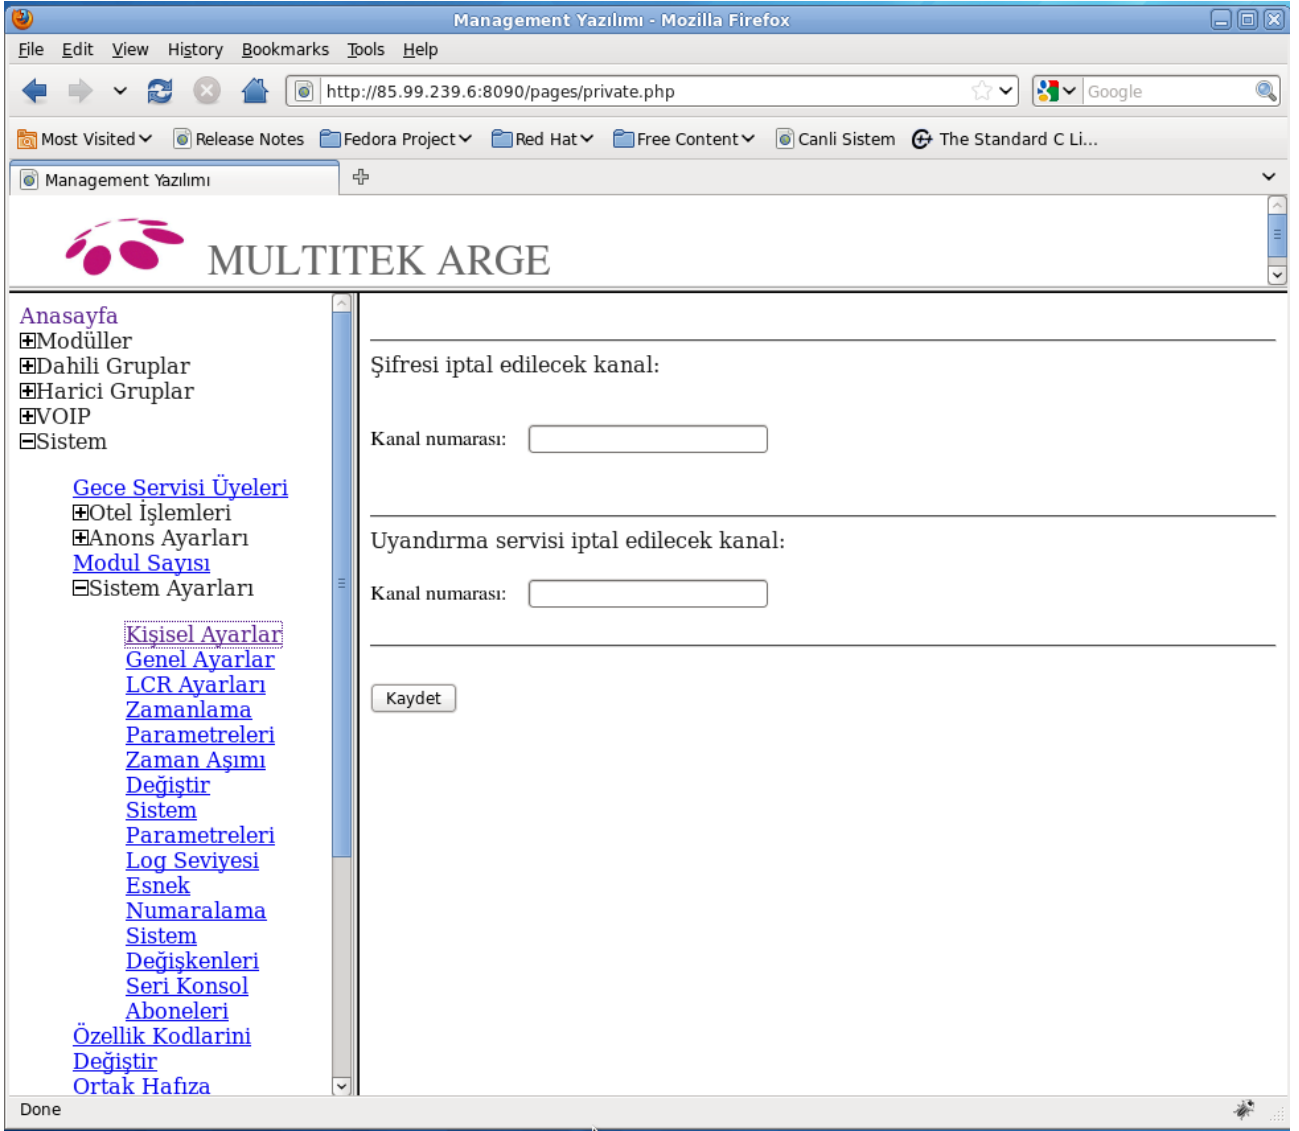 Management Yazılımı - Mozilla Firefox
File Edit View History Bookmarks Tools Help
http://85.99.239.6:8090/pages/private.php
Google
Most Visited
Release Notes
Fedora Project
Red Hat
Free Content
Canli Sistem
The Standard C Li...
Management Yazılımı
MULTITEK ARGE
Anasayfa
Modüller
Dahili Gruplar
Harici Gruplar
VOIP
Sistem
Gece Servisi Üyeleri
Otel İşlemleri
Anons Ayarları
Modul Sayısı
Sistem Ayarları
Kişisel Ayarlar
Genel Ayarlar
LCR Ayarları
Zamanlama
Parametreleri
Zaman Aşımı
Değiştir
Sistem
Parametreleri
Log Seviyesi
Esnek
Numaralama
Sistem
Değişkenleri
Seri Konsol
Aboneleri
Özellik Kodlarini
Değiştir
Ortak Hafıza
Şifresi iptal edilecek kanal:
Kanal numarası:
Uyandırma servisi iptal edilecek kanal:
Kanal numarası:
Kaydet
Done